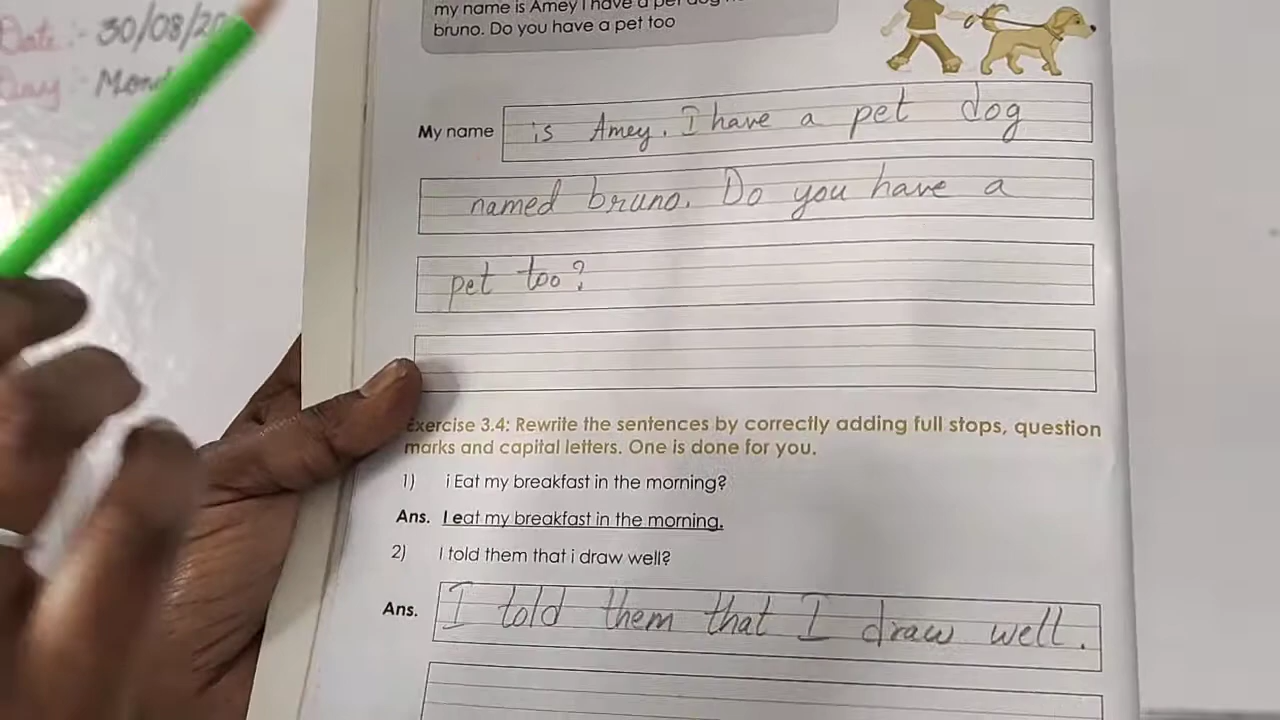 Date :- 30/08/20
Day :- Mond
my name is Amey I have a pet dog
bruno. Do you have a pet too
My name is Amey. I have a pet dog
named bruno. Do you have a
pet too?
Exercise 3.4: Rewrite the sentences by correctly adding full stops, question
marks and capital letters. One is done for you.
1) i Eat my breakfast in the morning?
Ans. I eat my breakfast in the morning.
2) I told them that i draw well?
Ans. I told them that I draw well.